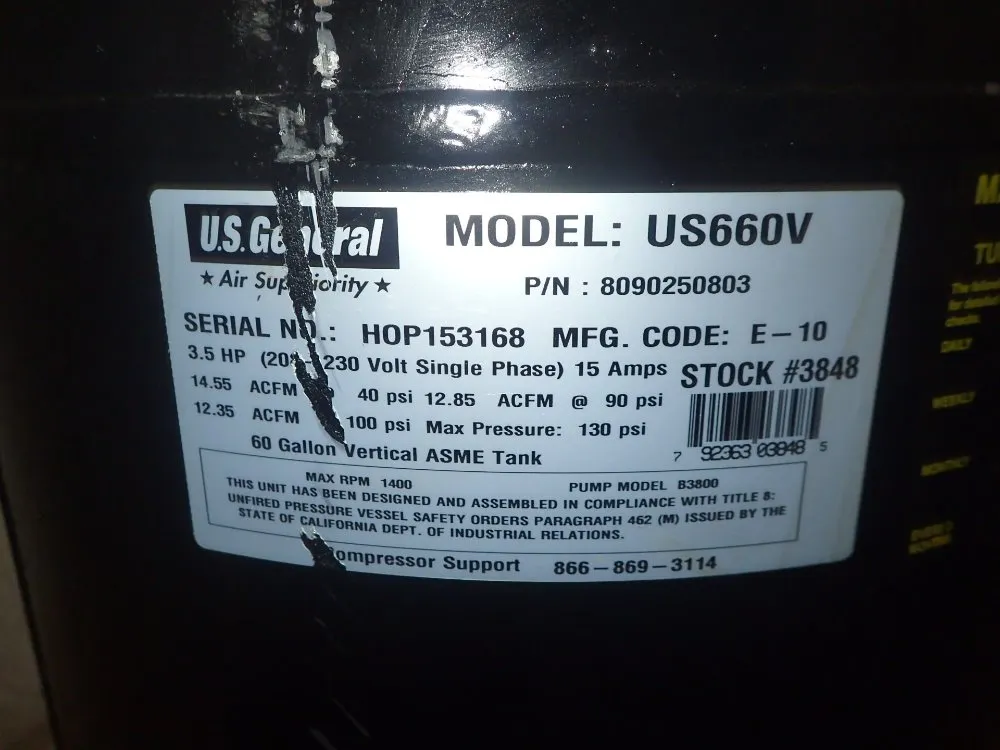 U.S. General
★ Air Superiority ★
MODEL: US660V
P/N : 8090250803
SERIAL NO.: HOP153168 MFG. CODE: E-10
3.5 HP (208-230 Volt Single Phase) 15 Amps
STOCK #3848
14.55 ACFM @ 40 psi 12.85 ACFM @ 90 psi
12.35 ACFM 100 psi Max Pressure: 130 psi
60 Gallon Vertical ASME Tank
7 92363 03848 5
MAX RPM 1400 PUMP MODEL B3800
THIS UNIT HAS BEEN DESIGNED AND ASSEMBLED IN COMPLIANCE WITH TITLE 8:
UNFIRED PRESSURE VESSEL SAFETY ORDERS PARAGRAPH 462 (M) ISSUED BY THE
STATE OF CALIFORNIA DEPT. OF INDUSTRIAL RELATIONS.
Compressor Support 866-869-3114
DAILY
WEEKLY
MONTHLY